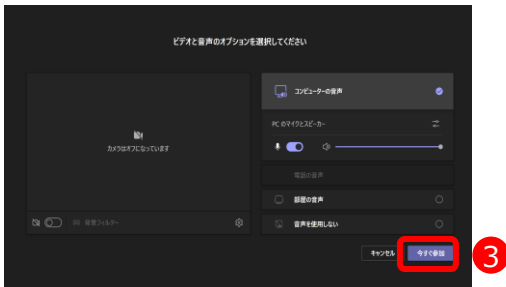 ビデオと音声のオプションを選択してください
コンピューターの音声
PC のマイクとスピーカー
カメラはオフになっています
電話の音声
部屋の音声
背景フィルター
音声を使用しない
キャンセル
今すぐ参加
3